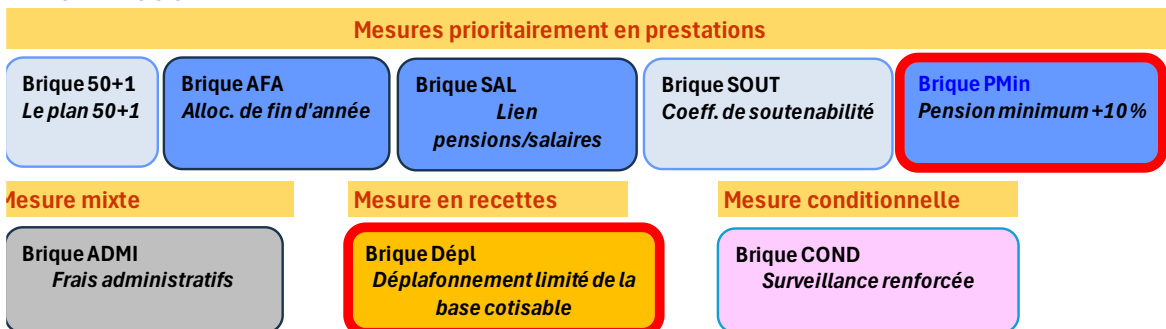 Mesures prioritairement en prestations
Brique 50+1
Le plan 50+1
Brique AFA
Alloc. de fin d'année
Brique SAL
Lien
pensions/salaires
Brique SOUT
Coeff. de soutenabilité
Brique PMin
Pension minimum +10%
Mesure mixte
Mesure en recettes
Mesure conditionnelle
Brique ADMI
Frais administratifs
Brique Dépl
Déplafonnement limité de la
base cotisable
Brique COND
Surveillance renforcée